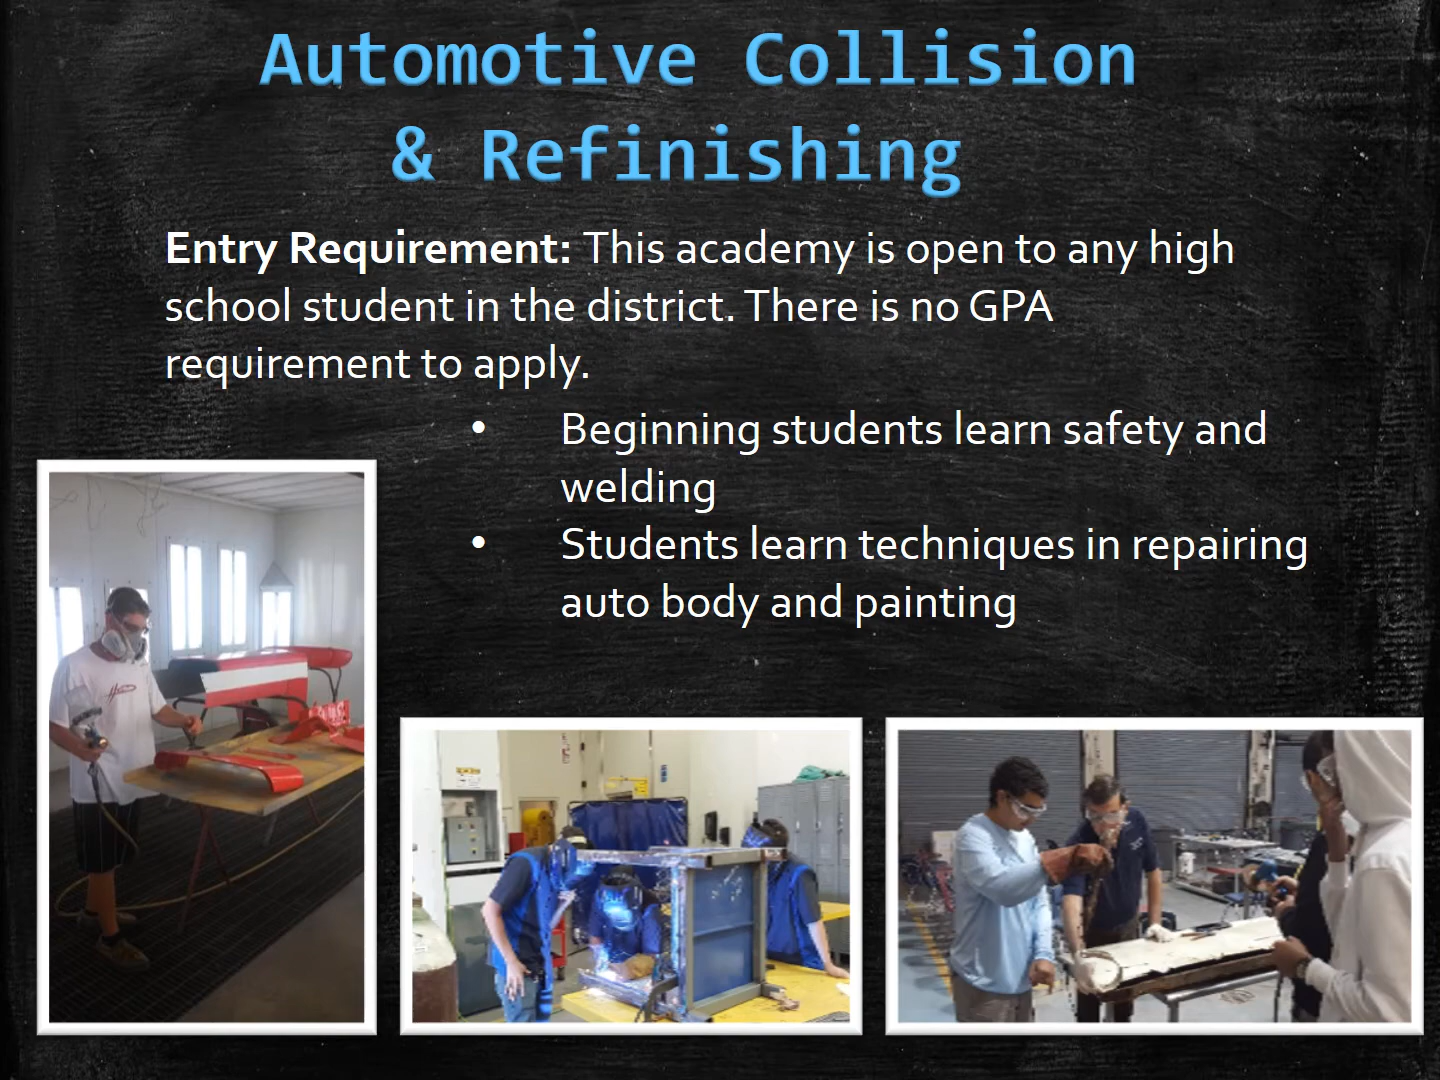 Automotive Collision
& Refinishing
Entry Requirement: This academy is open to any high
school student in the district. There is no GPA
requirement to apply.
• Beginning students learn safety and
welding
• Students learn techniques in repairing
auto body and painting